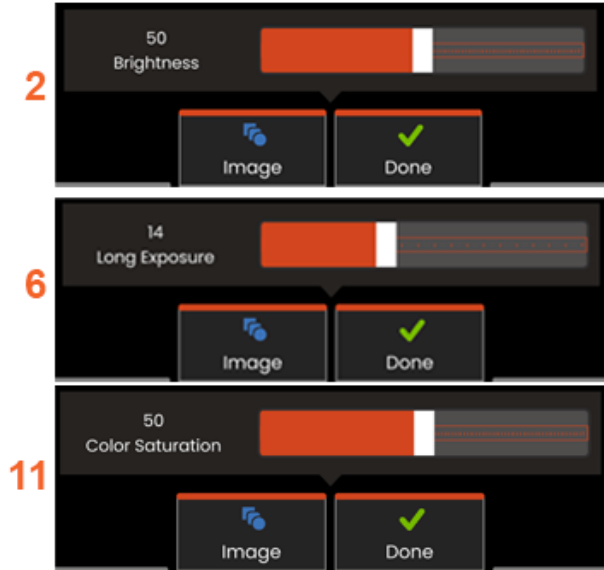 2
50
Brightness
Image Done
6
14
Long Exposure
Image Done
11
50
Color Saturation
Image Done